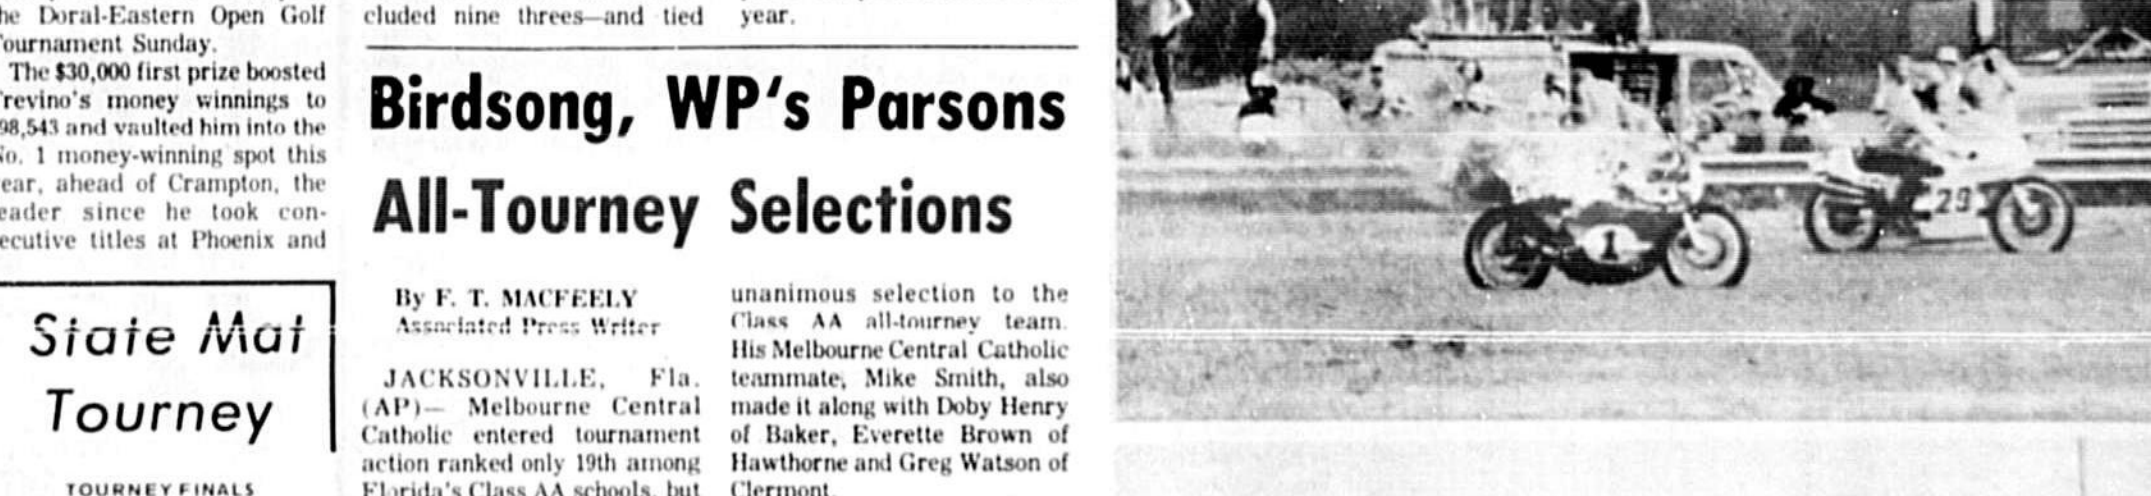 he Doral-Eastern Open Golf
ournament Sunday.
The $30,000 first prize boosted
revino's money winnings to
98,543 and vaulted him into the
o. 1 money-winning spot this
ear, ahead of Crampton, the
eader since he took con-
ecutive titles at Phoenix and
State Mat
Tourney
TOURNEY FINALS
cluded nine threes—and tied
year.
Birdsong, WP's Parsons
All-Tourney Selections
By F. T. MACFEELY
Associated Press Writer
JACKSONVILLE, Fla.
(AP)— Melbourne Central
Catholic entered tournament
action ranked only 19th among
Florida's Class AA schools, but
unanimous selection to the
Class AA all-tourney team.
His Melbourne Central Catholic
teammate, Mike Smith, also
made it along with Doby Henry
of Baker, Everette Brown of
Hawthorne and Greg Watson of
Clermont.
1
29